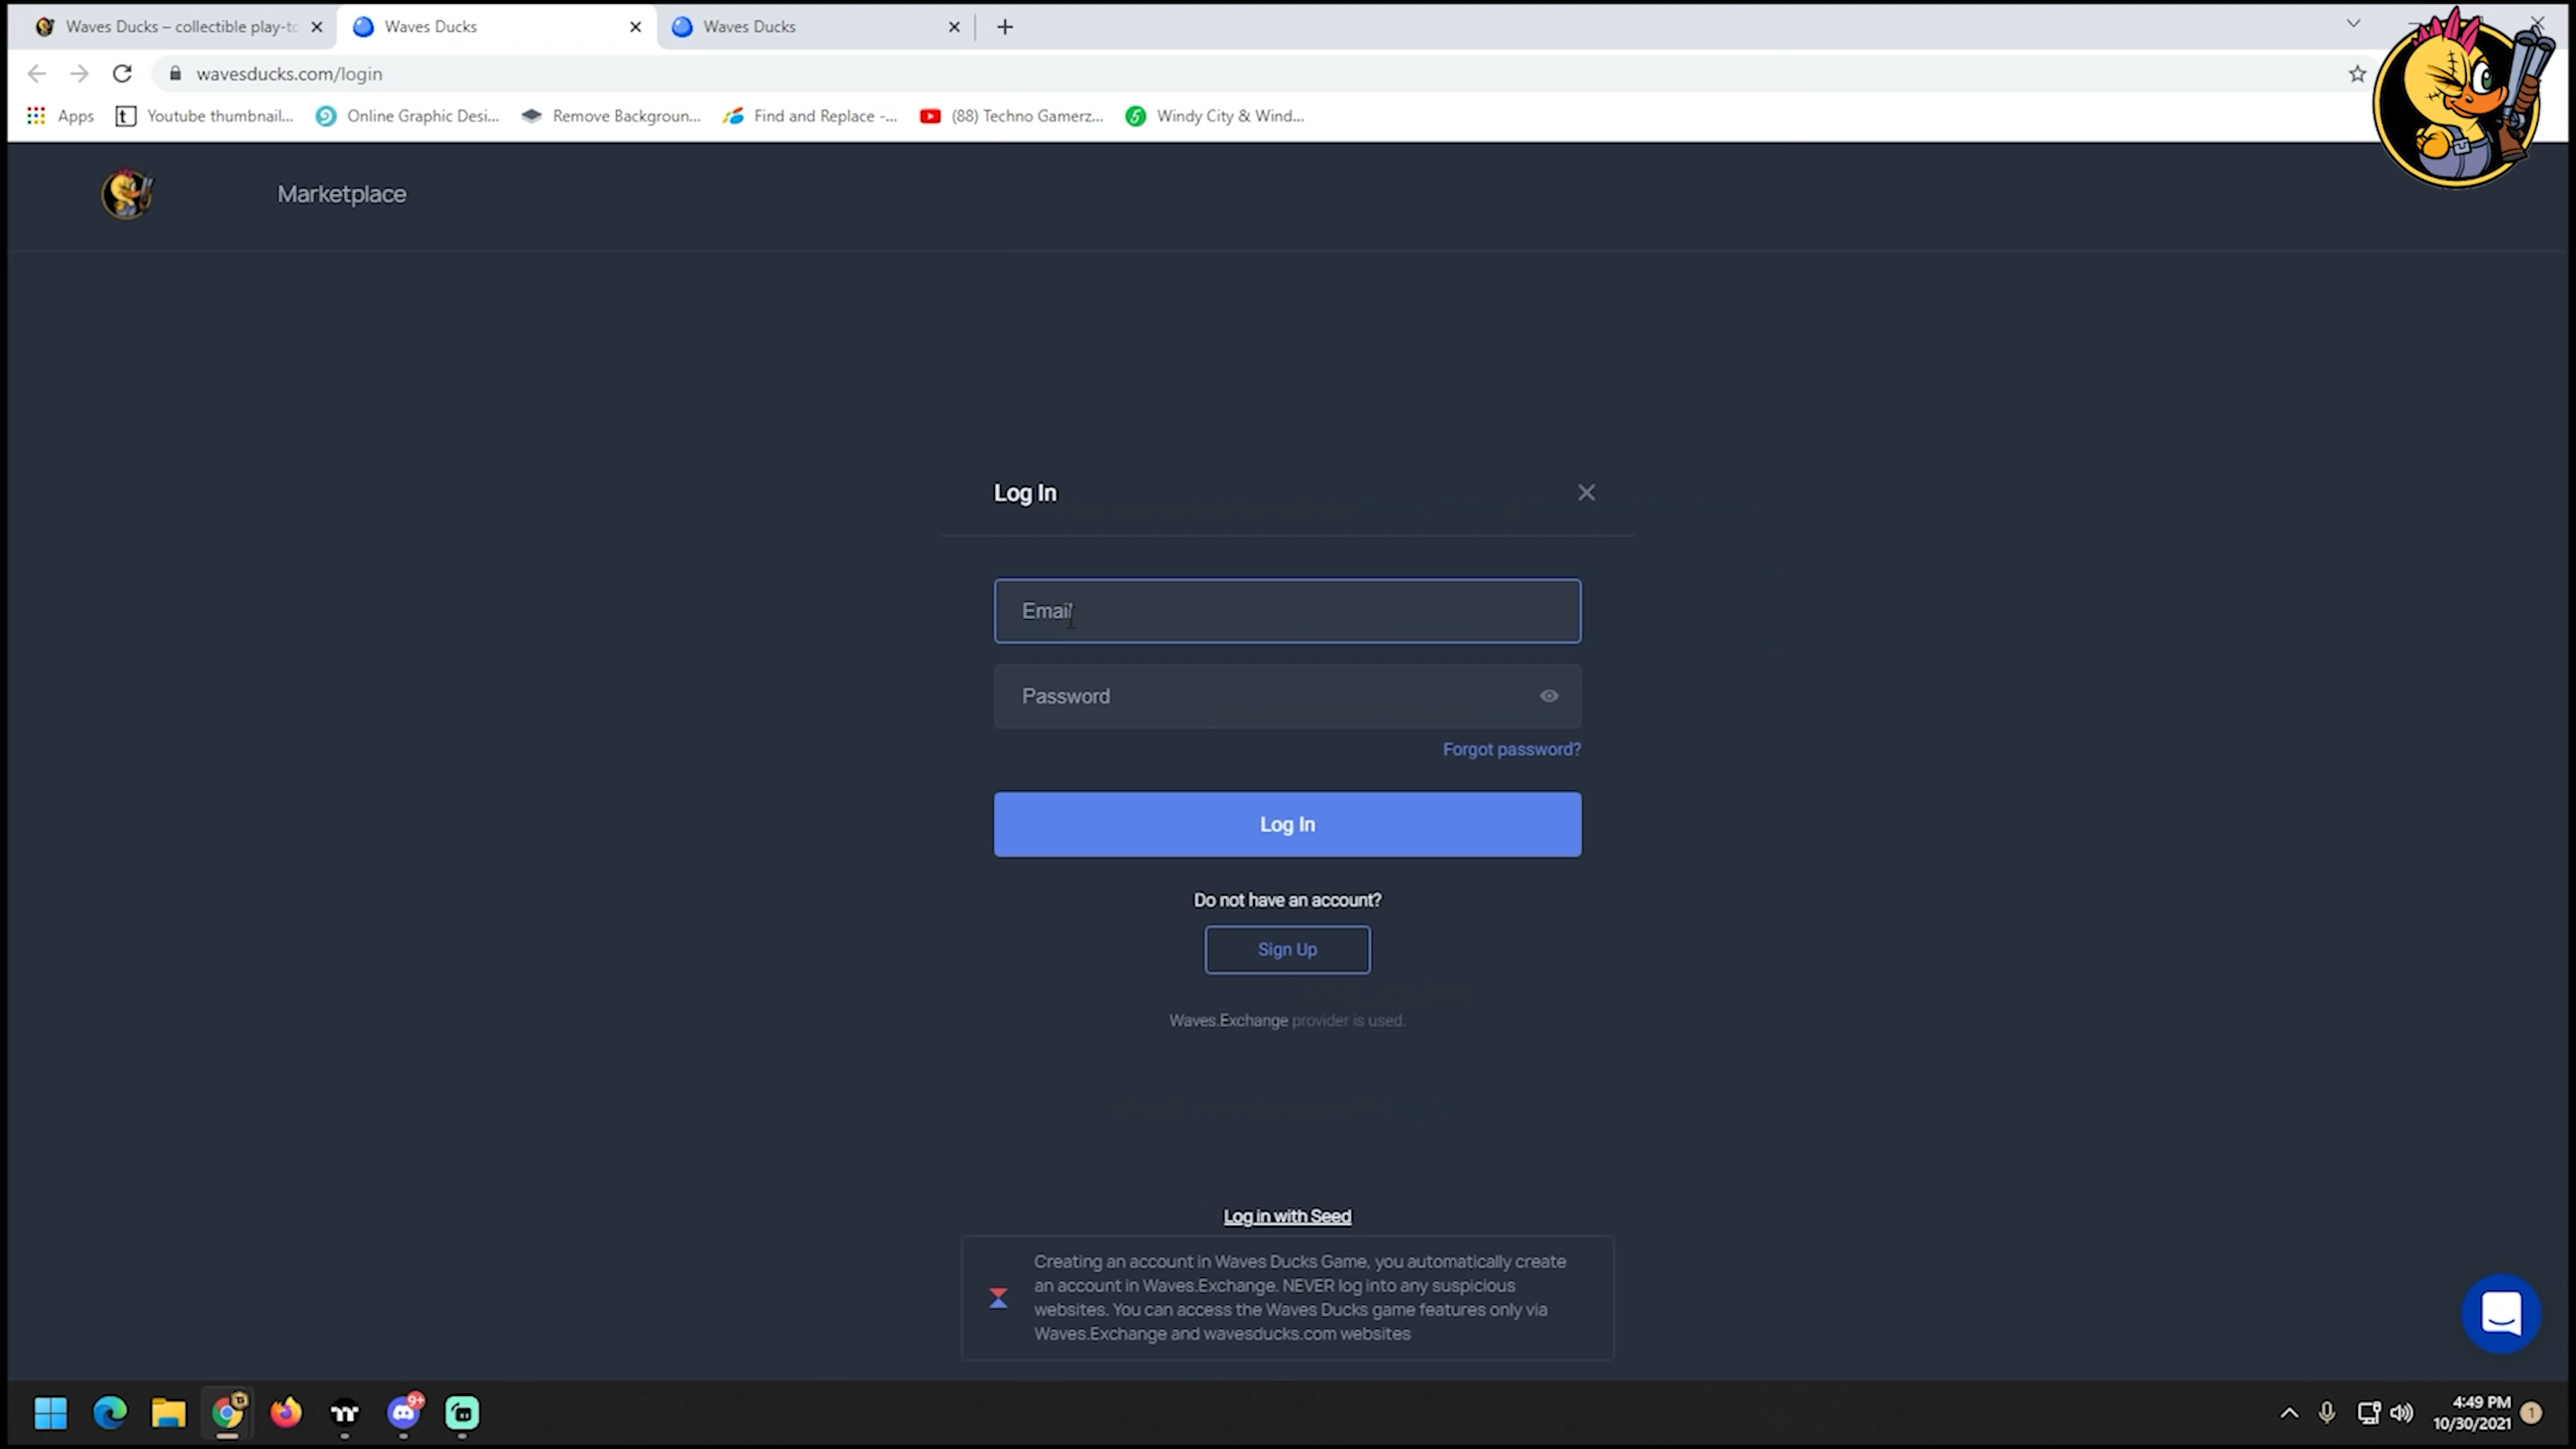 Waves Ducks – collectible play-to
Waves Ducks
Waves Ducks
wavesducks.com/login
Apps
Youtube thumbnail...
Online Graphic Desi...
Remove Backgroun...
Find and Replace -...
(88) Techno Gamerz...
Windy City & Wind...
Marketplace
Log In
Email
Password
Forgot password?
Log In
Do not have an account?
Sign Up
Waves.Exchange provider is used.
Log in with Seed
Creating an account in Waves Ducks Game, you automatically create
an account in Waves.Exchange. NEVER log into any suspicious
websites. You can access the Waves Ducks game features only via
Waves.Exchange and wavesducks.com websites
9+
4:49 PM
10/30/2021
1